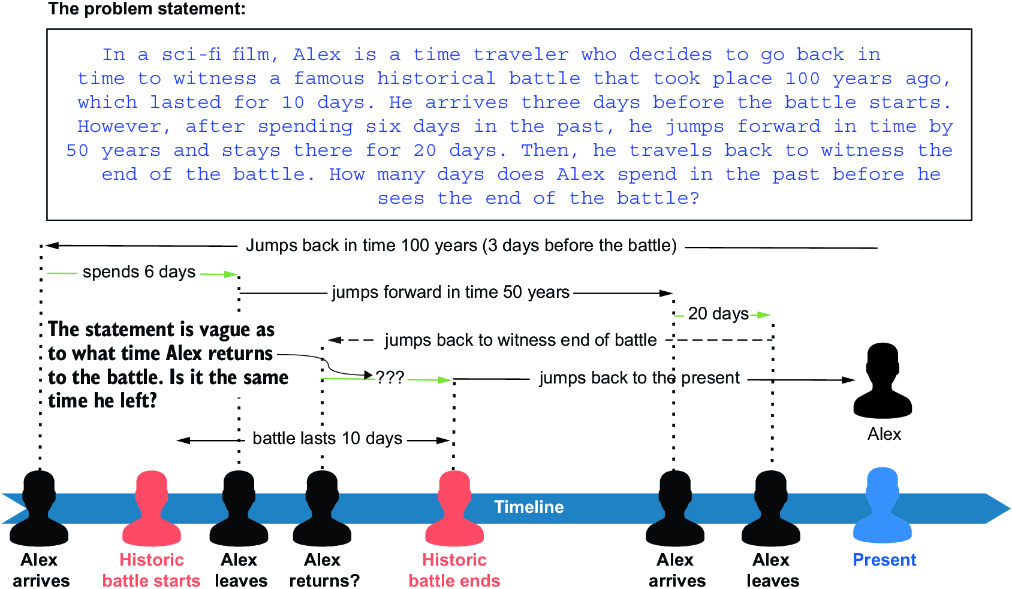 The problem statement:
In a sci-fi film, Alex is a time traveler who decides to go back in
time to witness a famous historical battle that took place 100 years ago,
which lasted for 10 days. He arrives three days before the battle starts.
However, after spending six days in the past, he jumps forward in time by
50 years and stays there for 20 days. Then, he travels back to witness the
end of the battle. How many days does Alex spend in the past before he
sees the end of the battle?
Jumps back in time 100 years (3 days before the battle)
spends 6 days
jumps forward in time 50 years
20 days
The statement is vague as
to what time Alex returns
to the battle. Is it the same
time he left?
jumps back to witness end of battle
???
jumps back to the present
Alex
battle lasts 10 days
Timeline
Alex
arrives
Historic
battle starts
Alex
leaves
Alex
returns?
Historic
battle ends
Alex
arrives
Alex
leaves
Present